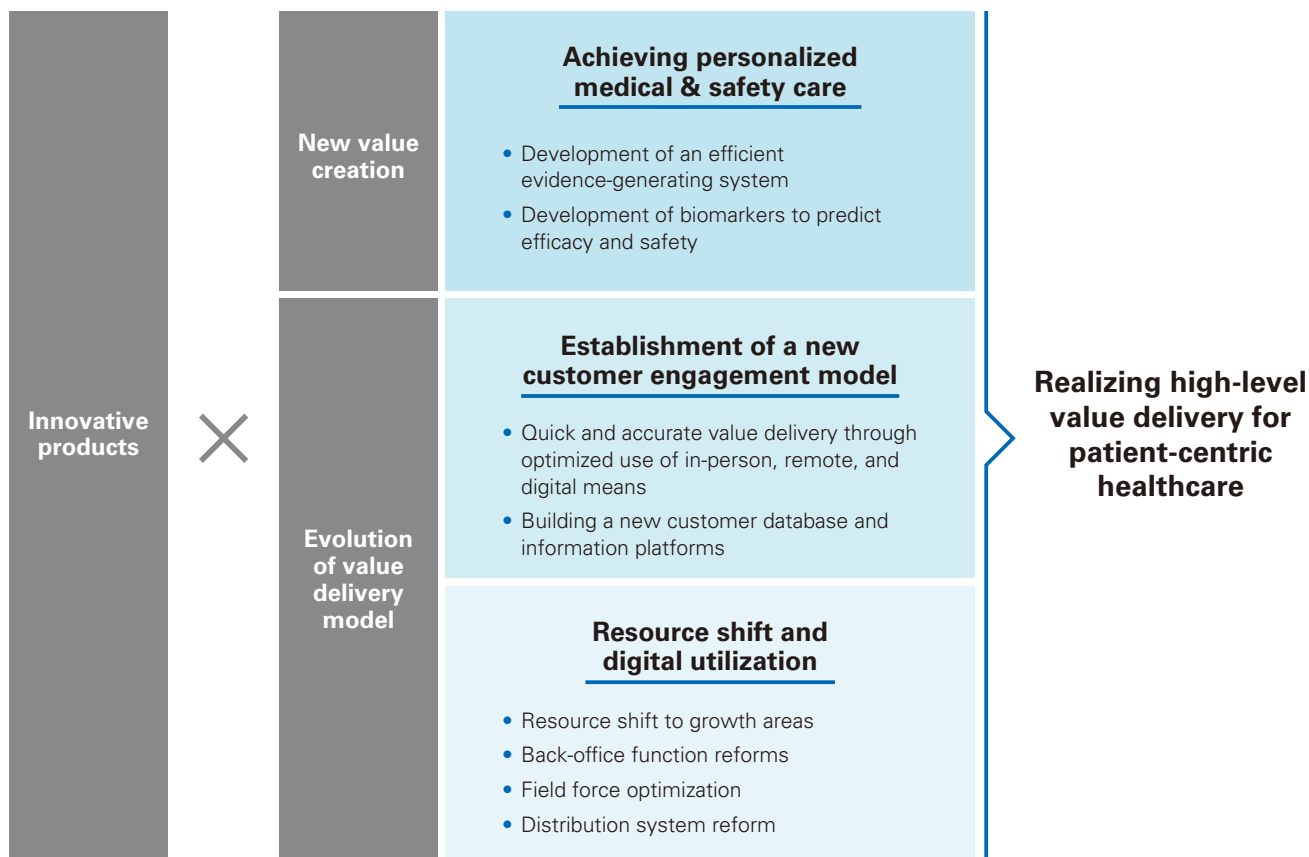 Innovative
products
New value
creation
Achieving personalized
medical & safety care
• Development of an efficient
evidence-generating system
• Development of biomarkers to predict
efficacy and safety
Evolution
of value
delivery
model
Establishment of a new
customer engagement model
• Quick and accurate value delivery through
optimized use of in-person, remote, and
digital means
• Building a new customer database and
information platforms
Resource shift and
digital utilization
• Resource shift to growth areas
• Back-office function reforms
• Field force optimization
• Distribution system reform
Realizing high-level
value delivery for
patient-centric
healthcare